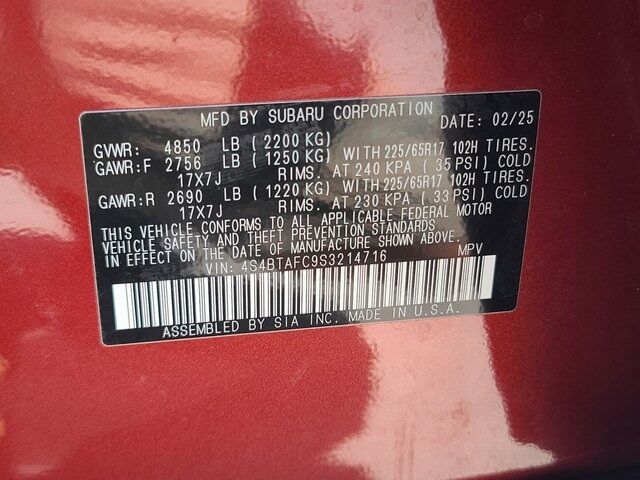 MFD BY SUBARU CORPORATION DATE: 02/25
GVWR: 4850 LB (2200 KG)
GAWR:F 2756 LB (1250 KG) WITH 225/65R17 102H TIRES.
17X7J RIMS. AT 240 KPA (35 PSI) COLD
GAWR:R 2690 LB (1220 KG) WITH 225/65R17 102H TIRES.
17X7J RIMS. AT 230 KPA (33 PSI) COLD
THIS VEHICLE CONFORMS TO ALL APPLICABLE FEDERAL MOTOR
VEHICLE SAFETY AND THEFT PREVENTION STANDARDS
IN EFFECT ON THE DATE OF MANUFACTURE SHOWN ABOVE.
VIN: 4S4BTAFC9S3214716 MPV
ASSEMBLED BY SIA INC. MADE IN U.S.A.